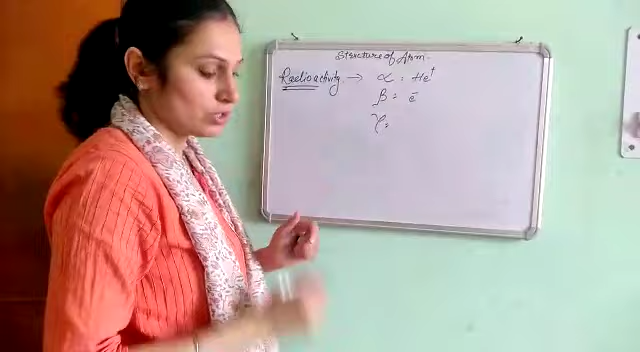 Structure of Atom.
Radioactivity → α : He†
β : ē
γ: